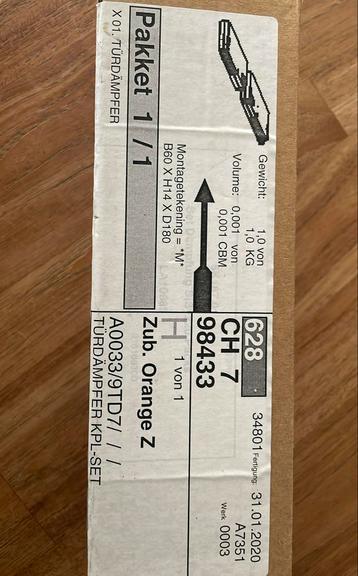 Gewicht: 1,0 von
1,0 KG
Volume: 0,001 von
0,001 CBM
Montagetekening = "M"
B60 X H14 X D180
Pakket 1 / 1
X 01. TÜRDÄMPFER
34801 Fertigung: 31.01.2020
A7351
628
Werk 0003
CH 7
98433
H 1 von 1
Zub. Orange Z
A0033/9TD7/ / /
TÜRDÄMPFER KPL-SET